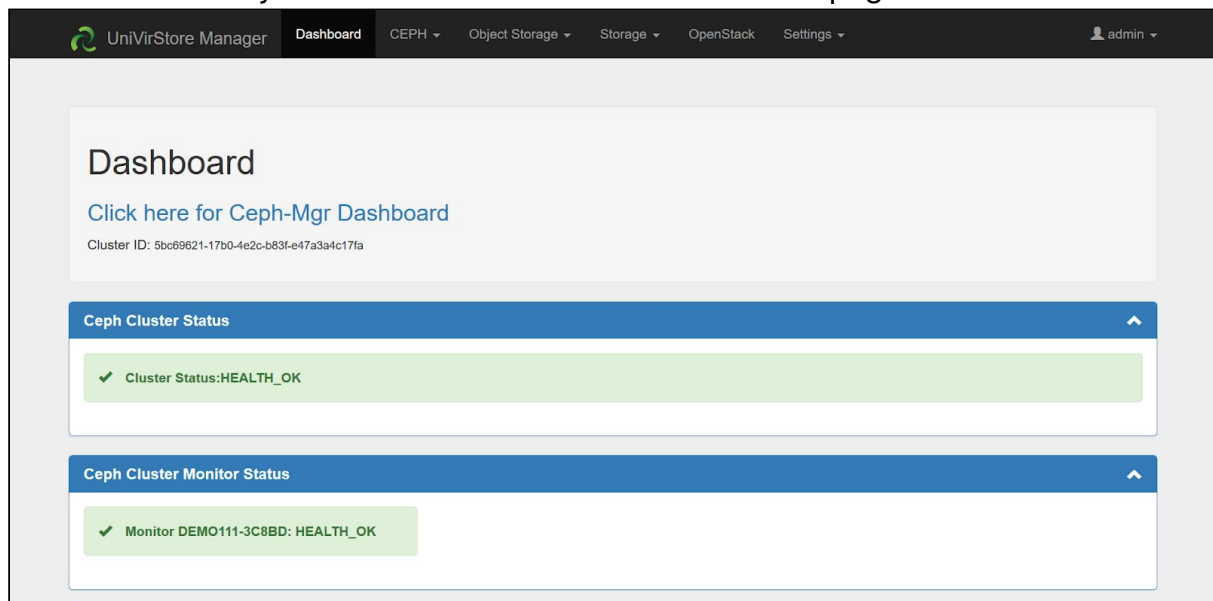 UniVirStore Manager Dashboard CEPH Object Storage Storage OpenStack Settings admin
Dashboard
Click here for Ceph-Mgr Dashboard
Cluster ID: 5bc69621-17b0-4e2c-b83f-e47a3a4c17fa
Ceph Cluster Status
Cluster Status:HEALTH_OK
Ceph Cluster Monitor Status
Monitor DEMO111-3C8BD: HEALTH_OK